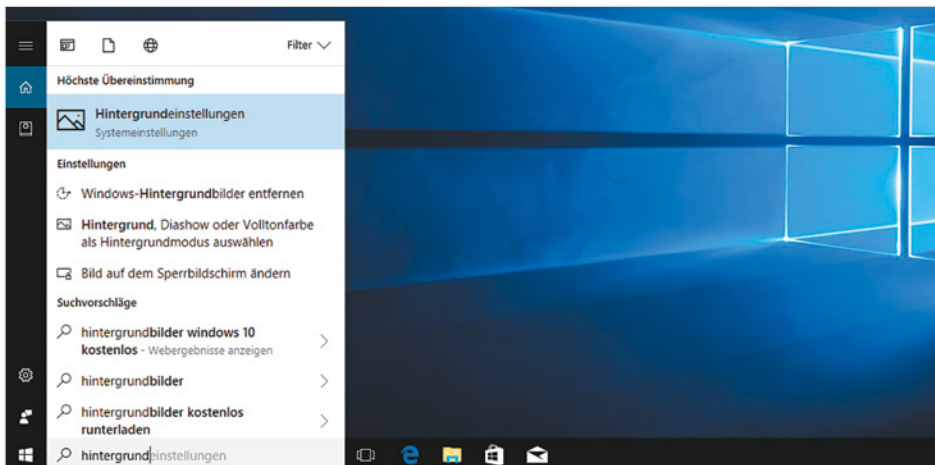 Filter
Höchste Übereinstimmung
Hintergrundeinstellungen
Systemeinstellungen
Einstellungen
Windows-Hintergrundbilder entfernen
Hintergrund, Diashow oder Volltonfarbe
als Hintergrundmodus auswählen
Bild auf dem Sperrbildschirm ändern
Suchvorschläge
hintergrundbilder windows 10
kostenlos - Webergebnisse anzeigen
hintergrundbilder
hintergrundbilder kostenlos
runterladen
hintergrundeinstellungen